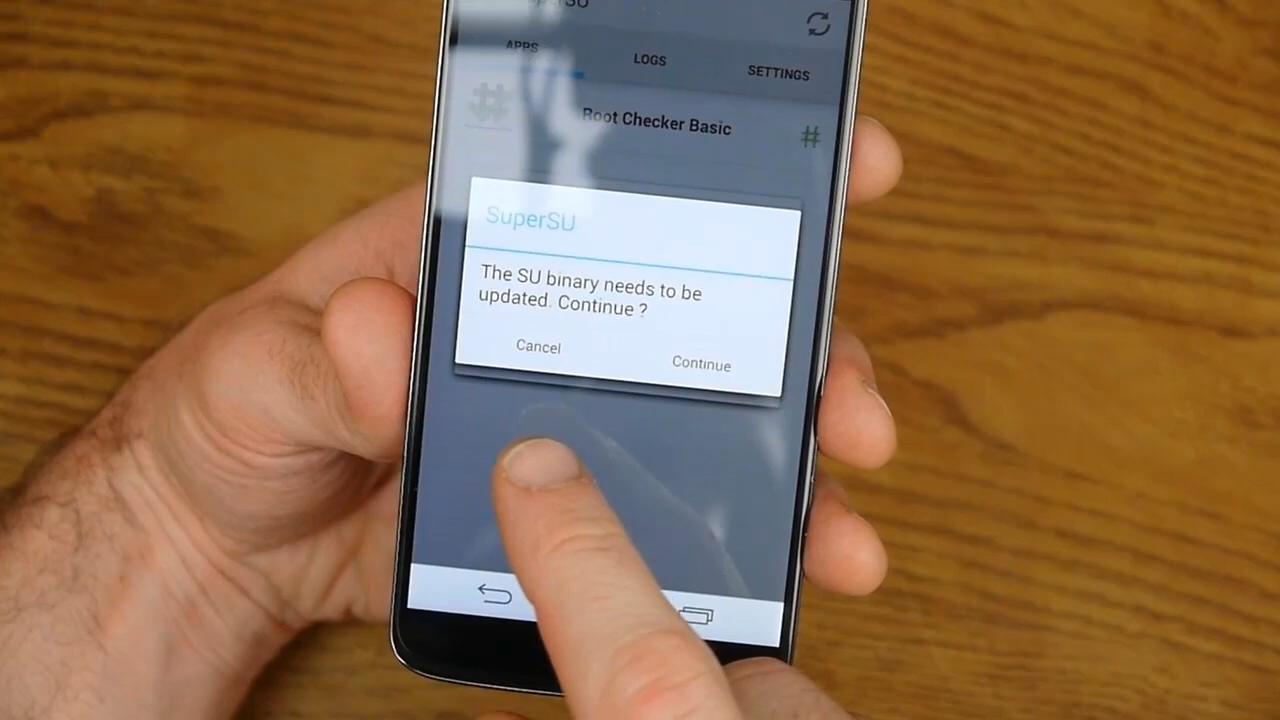 SuperSU
APPS
LOGS
SETTINGS
Root Checker Basic
#
SuperSU
The SU binary needs to be
updated. Continue ?
Cancel
Continue